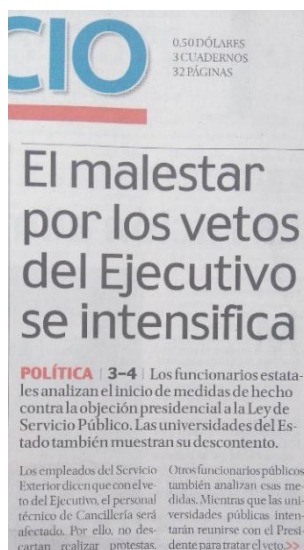 CIO
0.50 DÓLARES
3 CUADERNOS
32 PÁGINAS
El malestar
por los vetos
del Ejecutivo
se intensifica
POLÍTICA | 3-4 | Los funcionarios estata-
les analizan el inicio de medidas de hecho
contra la objeción presidencial a la Ley de
Servicio Público. Las universidades del Es-
tado también muestran su descontento.
Los empleados del Servicio
Exterior dicen que con el ve-
to del Ejecutivo, el personal
técnico de Cancillería será
afectado. Por ello, no des-
cartan realizar protestas.
Otros funcionarios públicos
también analizan esas me-
didas. Mientras que las uni-
versidades públicas inten-
tarán reunirse con el Presi-
dente para tratar el veto. >>